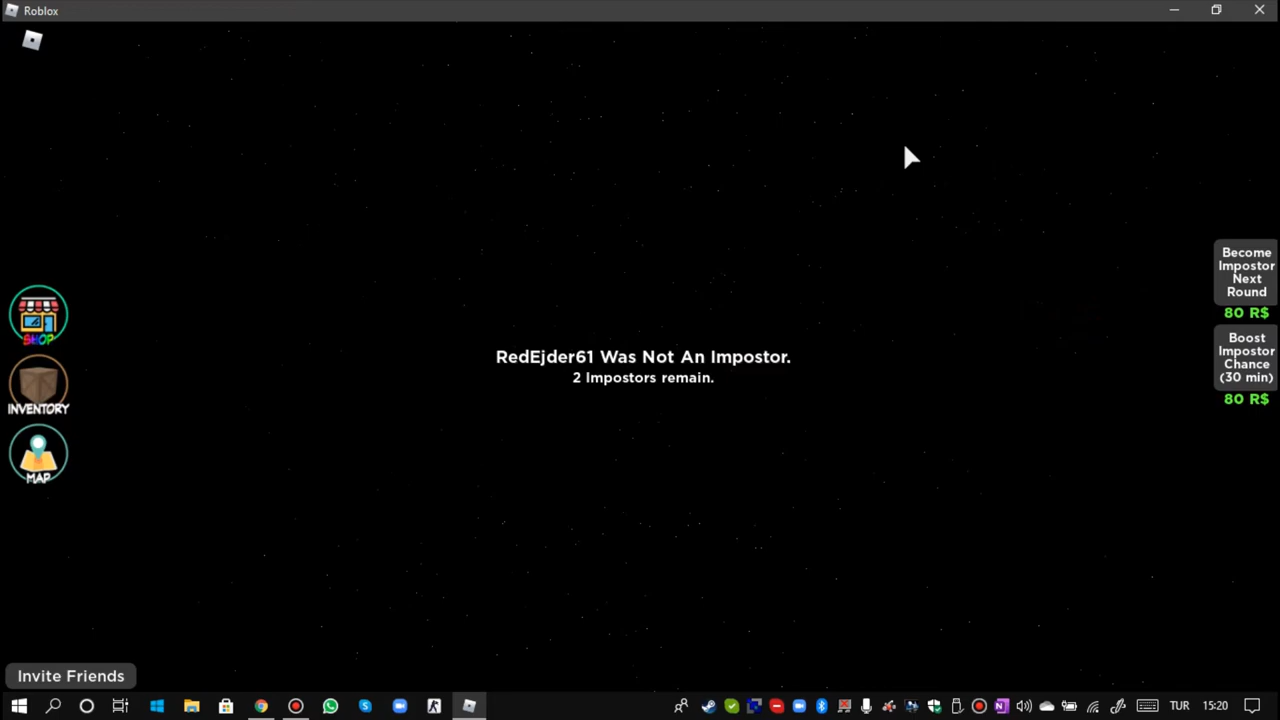 Roblox
RedEjder61 Was Not An Impostor.
2 Impostors remain.
SHOP
INVENTORY
MAP
Become
Impostor
Next
Round
80 R$
Boost
Impostor
Chance
(30 min)
80 R$
Invite Friends
TUR
15:20